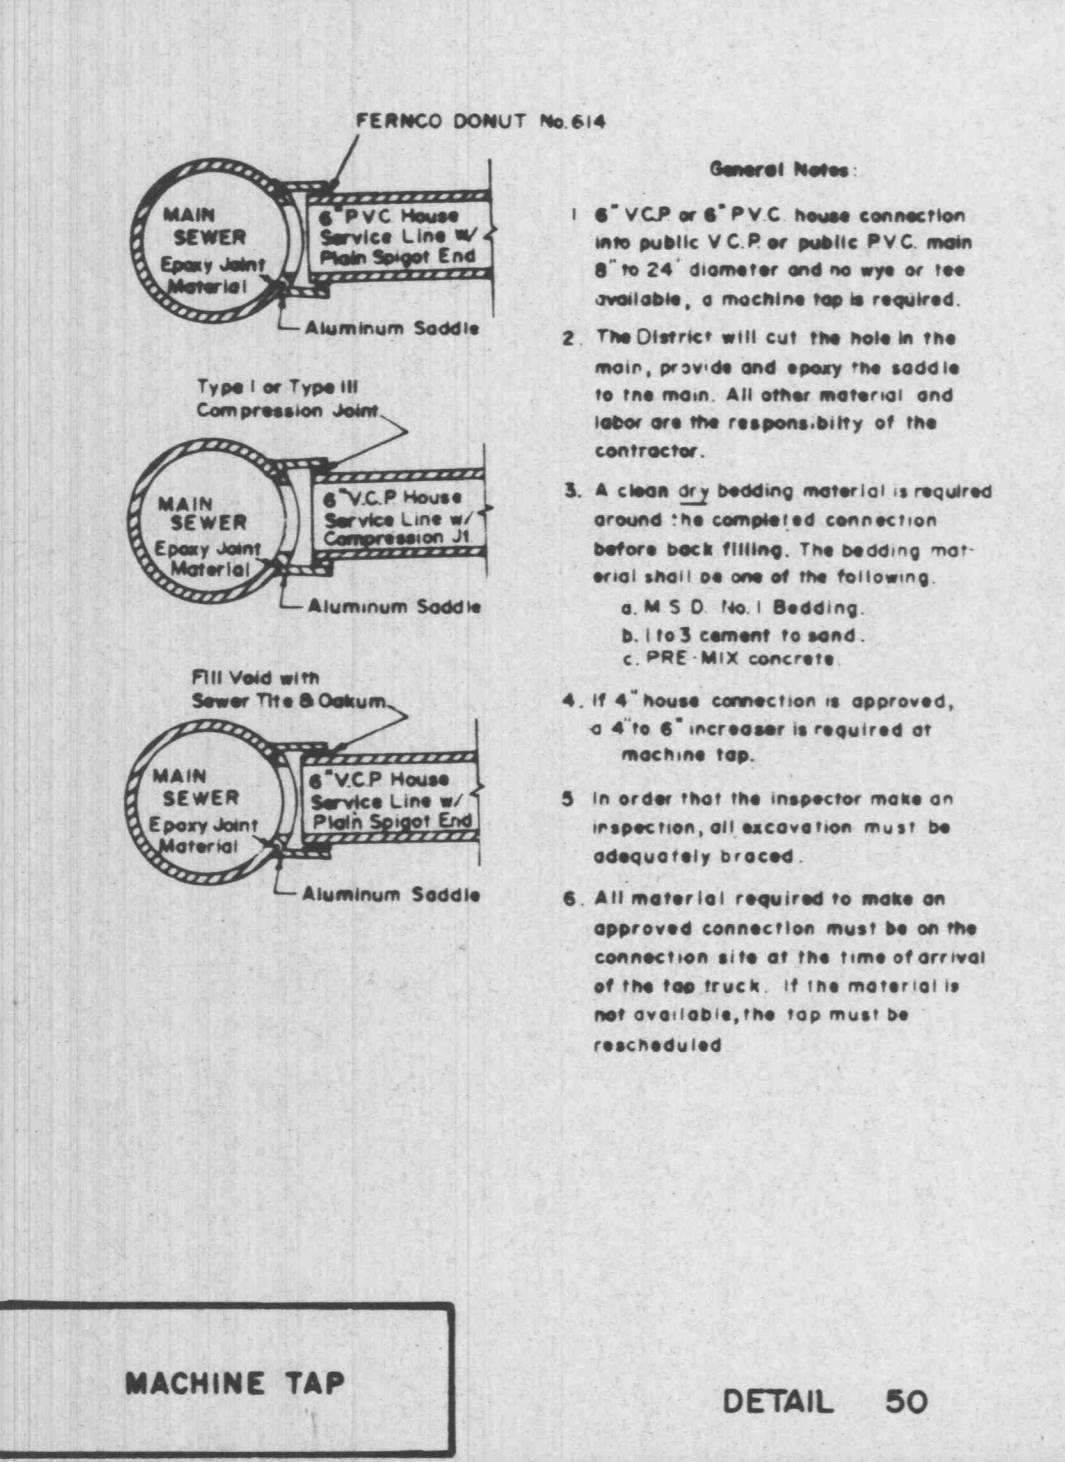 FERNCO DONUT No. 614
MAIN
SEWER
Epoxy Joint
Material
6" PVC House
Service Line W/
Plain Spigot End
Aluminum Saddle
Type I or Type III
Compression Joint
MAIN
SEWER
Epoxy Joint
Material
6" V.C.P House
Service Line w/
Compression Jt
Aluminum Saddle
Fill Void with
Sewer Tite & Oakum
MAIN
SEWER
Epoxy Joint
Material
6" V.C.P House
Service Line w/
Plain Spigot End
Aluminum Saddle
General Notes:
1 6" V.C.P. or 6" P.V.C. house connection
into public V.C.P. or public PVC. main
8" to 24" diameter and no wye or tee
available, a machine tap is required.
2. The District will cut the hole in the
main, provide and epoxy the saddle
to the main. All other material and
labor are the responsibilty of the
contractor.
3. A clean dry bedding material is required
around the completed connection
before back filling. The bedding mat-
erial shall be one of the following.
a. M S D. No. 1 Bedding.
b. 1 to 3 cement to sand.
c. PRE-MIX concrete.
4. If 4" house connection is approved,
a 4" to 6" increaser is required at
machine tap.
5 In order that the inspector make an
inspection, all excavation must be
adequately braced.
6. All material required to make an
approved connection must be on the
connection site at the time of arrival
of the tap truck. If the material is
not available, the tap must be
rescheduled
MACHINE TAP
DETAIL 50